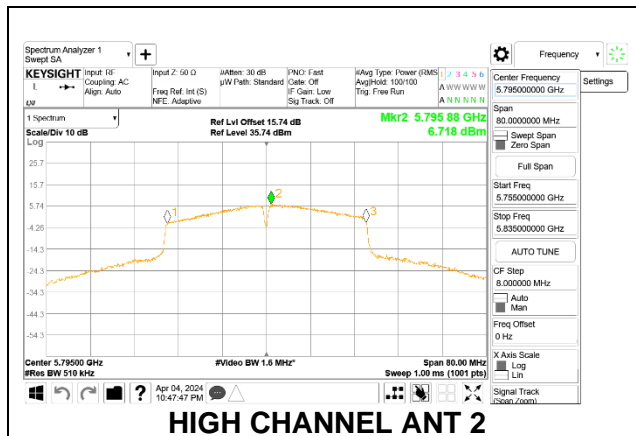 Spectrum Analyzer 1
Swept SA
Frequency
KEYSIGHT
Input: RF
Coupling: AC
Align: Auto
Input Z: 50 Ω
Freq Ref: Int (S)
NFE: Adaptive
#Atten: 30 dB
µW Path: Standard
PNO: Fast
Gate: Off
IF Gain: Low
Sig Track: Off
#Avg Type: Power (RMS)
Avg|Hold: 100/100
Trig: Free Run
1 2 3 4 5 6
A W W W W W
A N N N N N
Center Frequency
5.795000000 GHz
Settings
Span
80.0000000 MHz
Swept Span
Zero Span
Full Span
Start Freq
5.755000000 GHz
Stop Freq
5.835000000 GHz
AUTO TUNE
CF Step
8.000000 MHz
Auto
Man
Freq Offset
0 Hz
X Axis Scale
Log
Lin
Signal Track
(Span Zoom)
1 Spectrum
Scale/Div 10 dB
Log
Ref Lvl Offset 15.74 dB
Ref Level 35.74 dBm
Mkr2 5.795 88 GHz
6.718 dBm
25.7
15.7
5.74
-4.26
-14.3
-24.3
-34.3
-44.3
-54.3
1
2
3
Center 5.79500 GHz
#Res BW 510 kHz
#Video BW 1.6 MHz*
Span 80.00 MHz
Sweep 1.00 ms (1001 pts)
Apr 04, 2024
10:47:47 PM
HIGH CHANNEL ANT 2